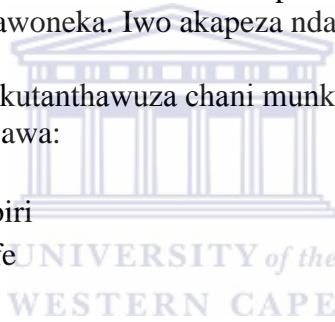 awoneka. Iwo akapeza nda
kutanthawuza chani munk
awa:
piri
fe
UNIVERSITY of the
WESTERN CAPE